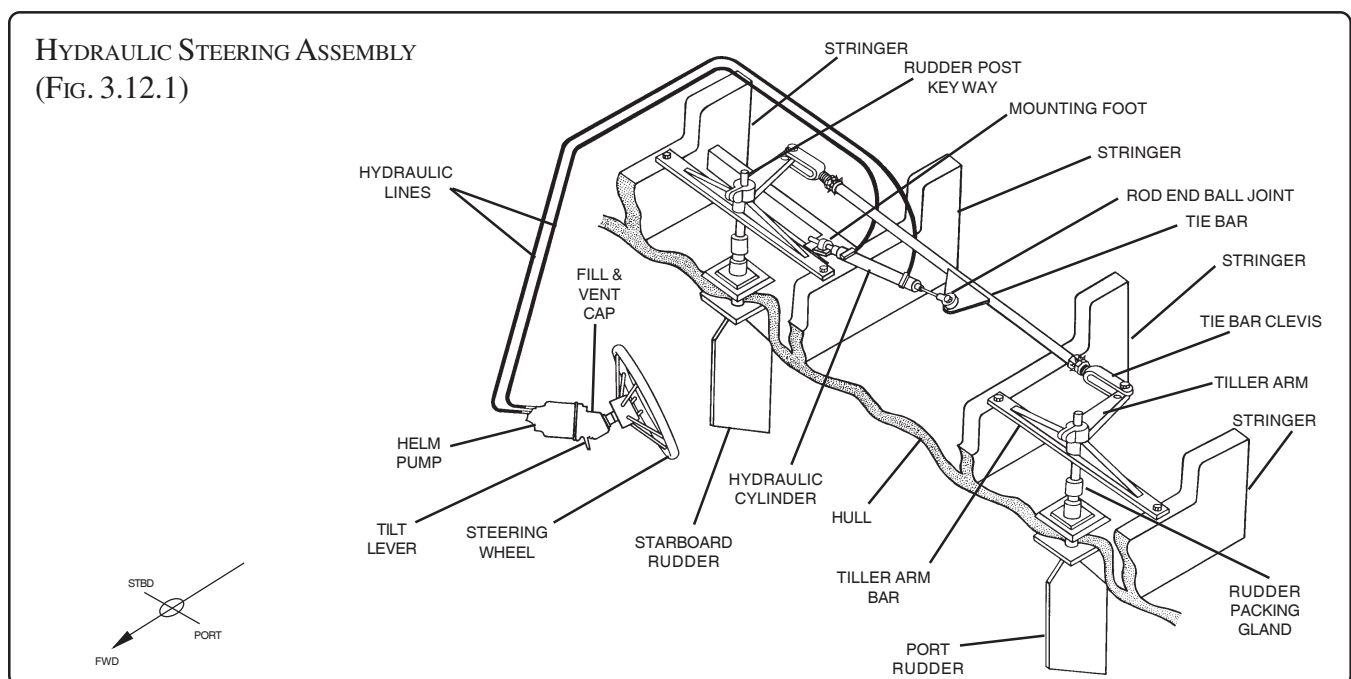 HYDRAULIC STEERING ASSEMBLY
(FIG. 3.12.1)
STRINGER
RUDDER POST
KEY WAY
MOUNTING FOOT
STRINGER
HYDRAULIC
LINES
ROD END BALL JOINT
TIE BAR
STRINGER
FILL &
VENT
CAP
TIE BAR CLEVIS
TILLER ARM
STRINGER
HELM
PUMP
HYDRAULIC
CYLINDER
HULL
TILT
LEVER
STEERING
WHEEL
STARBOARD
RUDDER
TILLER ARM
BAR
RUDDER
PACKING
GLAND
PORT
RUDDER
STBD
PORT
FWD